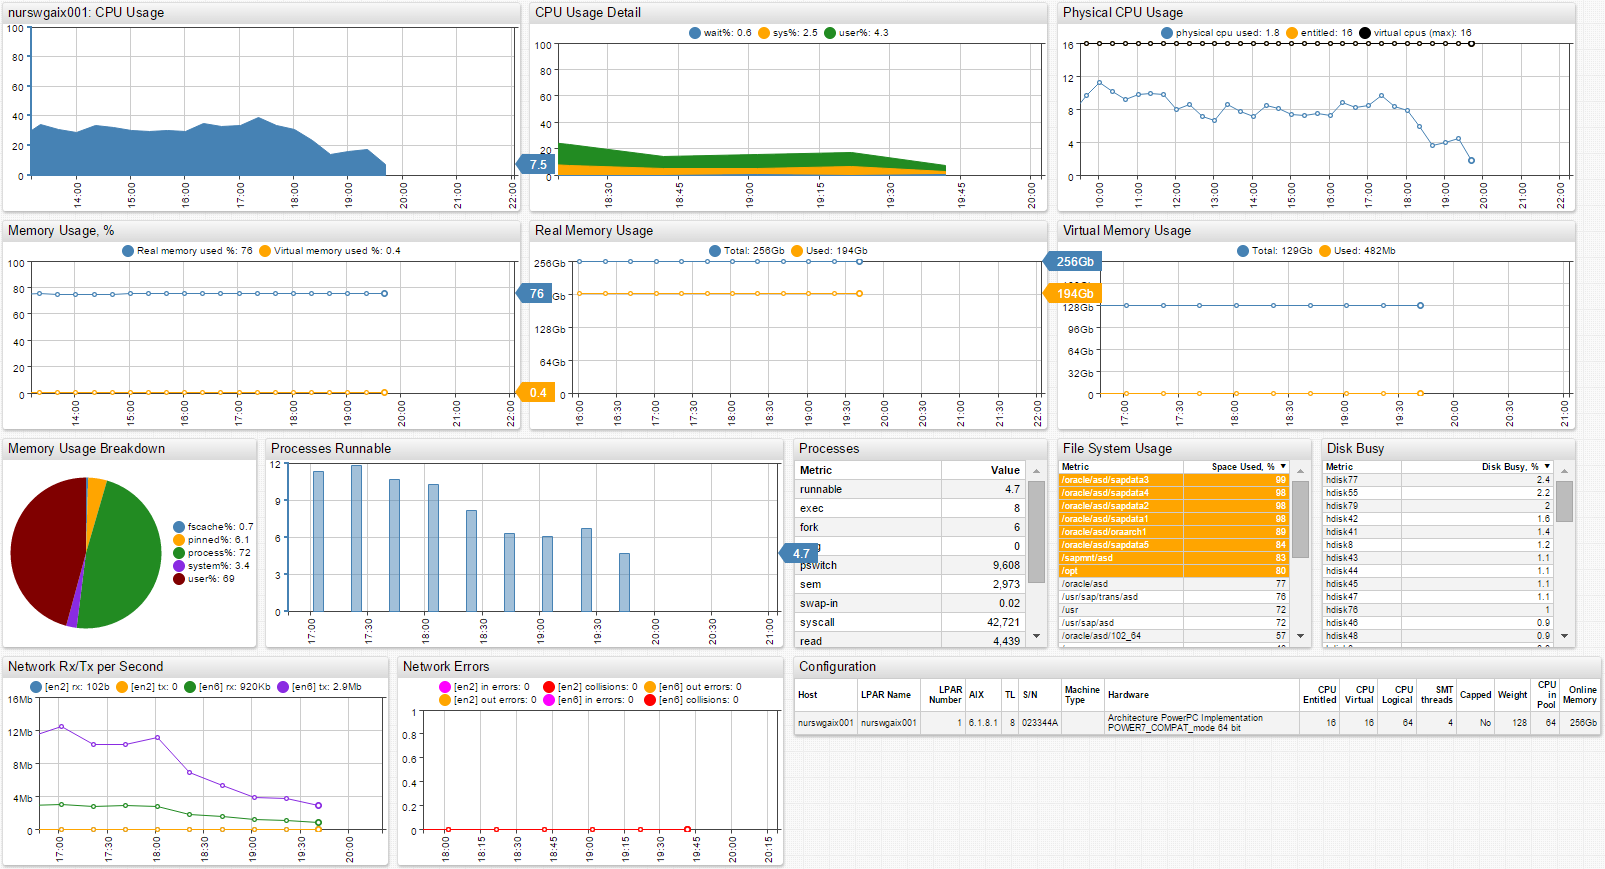 nurswgaix001: CPU Usage
100
80
60
40
20
0
14:00
15:00
16:00
17:00
18:00
19:00
20:00
21:00
22:00
7.5
CPU Usage Detail
wait%: 0.6 sys%: 2.5 user%: 4.3
100
80
60
40
20
0
18:30
18:45
19:00
19:15
19:30
19:45
20:00
Physical CPU Usage
physical cpu used: 1.8 entitled: 16 virtual cpus (max): 16
16
12
8
4
0
10:00
11:00
12:00
13:00
14:00
15:00
16:00
17:00
18:00
19:00
20:00
21:00
22:00
Memory Usage, %
Real memory used %: 76 Virtual memory used %: 0.4
100
80
60
40
20
0
14:00
15:00
16:00
17:00
18:00
19:00
20:00
21:00
22:00
76
0.4
Real Memory Usage
Total: 256Gb Used: 194Gb
256Gb
Gb
128Gb
64Gb
0
16:00
16:30
17:00
17:30
18:00
18:30
19:00
19:30
20:00
20:30
21:00
21:30
22:00
256Gb
194Gb
Virtual Memory Usage
Total: 129Gb Used: 482Mb
128Gb
96Gb
64Gb
32Gb
0
17:00
17:30
18:00
18:30
19:00
19:30
20:00
20:30
21:00
Memory Usage Breakdown
fscache%: 0.7
pinned%: 6.1
process%: 72
system%: 3.4
user%: 69
Processes Runnable
12
9
6
3
0
17:00
17:30
18:00
18:30
19:00
19:30
20:00
20:30
21:00
4.7
Processes
Metric Value
runnable 4.7
exec 8
fork 6
g 0
pswitch 9,608
sem 2,973
swap-in 0.02
syscall 42,721
read 4,439
File System Usage
Metric Space Used, % ▼
/oracle/asd/sapdata3 99
/oracle/asd/sapdata4 98
/oracle/asd/sapdata2 98
/oracle/asd/sapdata1 98
/oracle/asd/oraarch1 89
/oracle/asd/sapdata5 84
/sapmnt/asd 83
/opt 80
/oracle/asd 77
/usr/sap/trans/asd 76
/usr 72
/usr/sap/asd 72
/oracle/asd/102_64 57
Disk Busy
Metric Disk Busy, % ▼
hdisk77 2.4
hdisk55 2.2
hdisk79 2
hdisk42 1.6
hdisk41 1.4
hdisk8 1.2
hdisk43 1.1
hdisk44 1.1
hdisk45 1.1
hdisk47 1.1
hdisk76 1
hdisk46 0.9
hdisk48 0.9
Network Rx/Tx per Second
[en2] rx: 102b [en2] tx: 0 [en6] rx: 920Kb [en6] tx: 2.9Mb
16Mb
12Mb
8Mb
4Mb
0
17:00
17:30
18:00
18:30
19:00
19:30
20:00
Network Errors
[en2] in errors: 0 [en2] collisions: 0 [en6] out errors: 0
[en2] out errors: 0 [en6] in errors: 0 [en6] collisions: 0
1
0.8
0.6
0.4
0.2
0
18:00
18:15
18:30
18:45
19:00
19:15
19:30
19:45
20:00
20:15
Configuration
Host LPAR Name LPAR Number AIX TL S/N Machine Type Hardware CPU Entitled CPU Virtual CPU Logical SMT threads Capped Weight CPU in Pool Online Memory
nurswgaix001 nurswgaix001 1 6.1.8.1 8 023344A Architecture PowerPC Implementation POWER7_COMPAT_mode 64 bit 16 16 64 4 No 128 64 256Gb